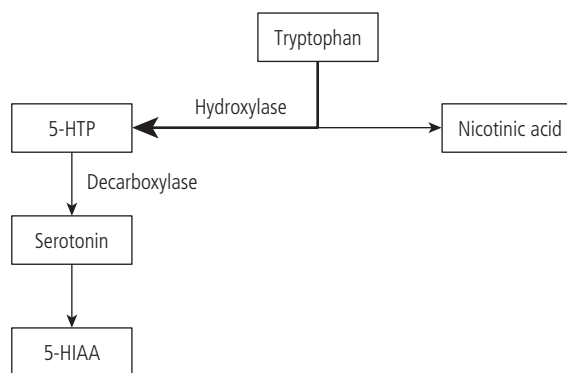 Tryptophan
Hydroxylase
5-HTP
Nicotinic acid
Decarboxylase
Serotonin
5-HIAA